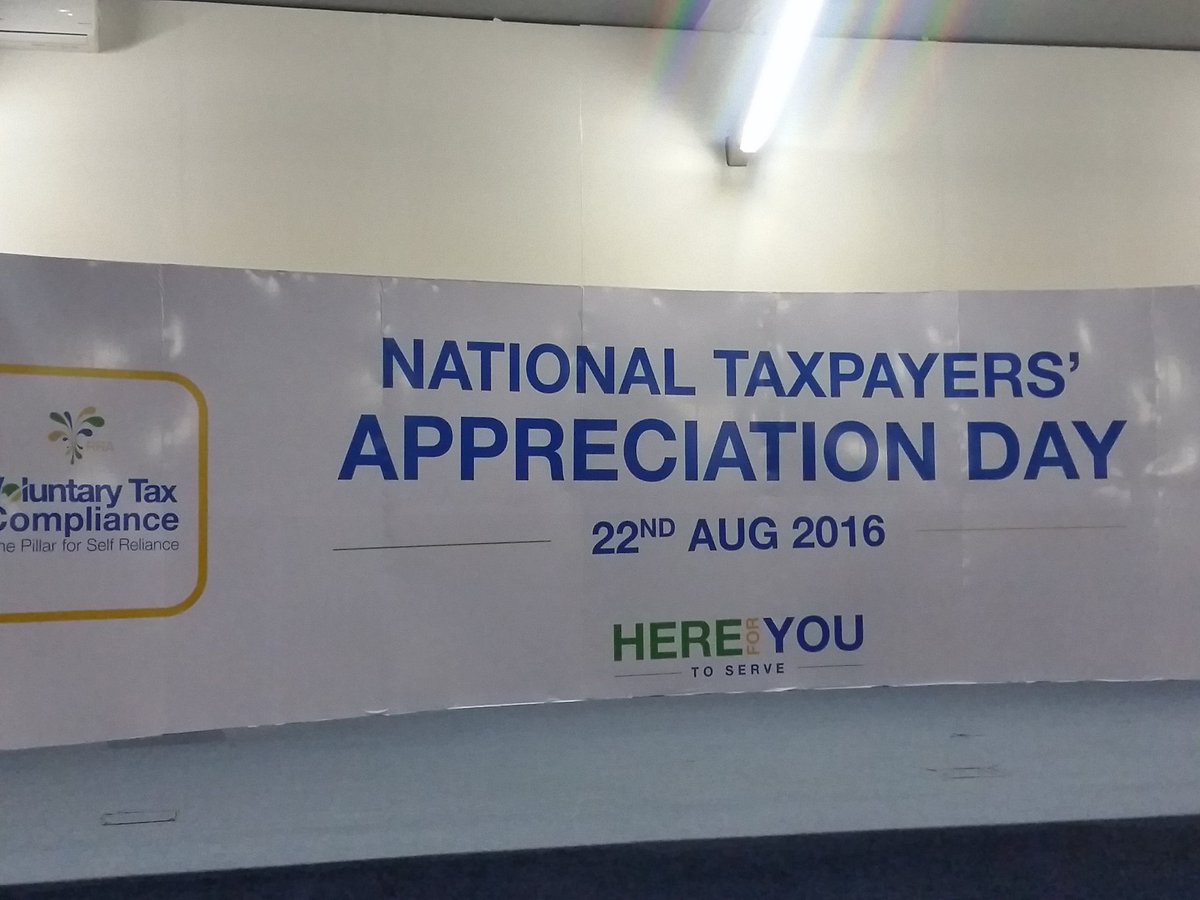 RRA
Voluntary Tax
Compliance
The Pillar for Self Reliance
NATIONAL TAXPAYERS’
APPRECIATION DAY
22ND AUG 2016
HERE FOR YOU
TO SERVE